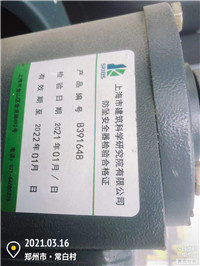 上海市建筑科学研究院有限公司
防坠安全器检验合格证
产品编号 B391648
检验日期 2021年01月/日
有效期至 2022年01月 日
2021.03.16
郑州市·常白村